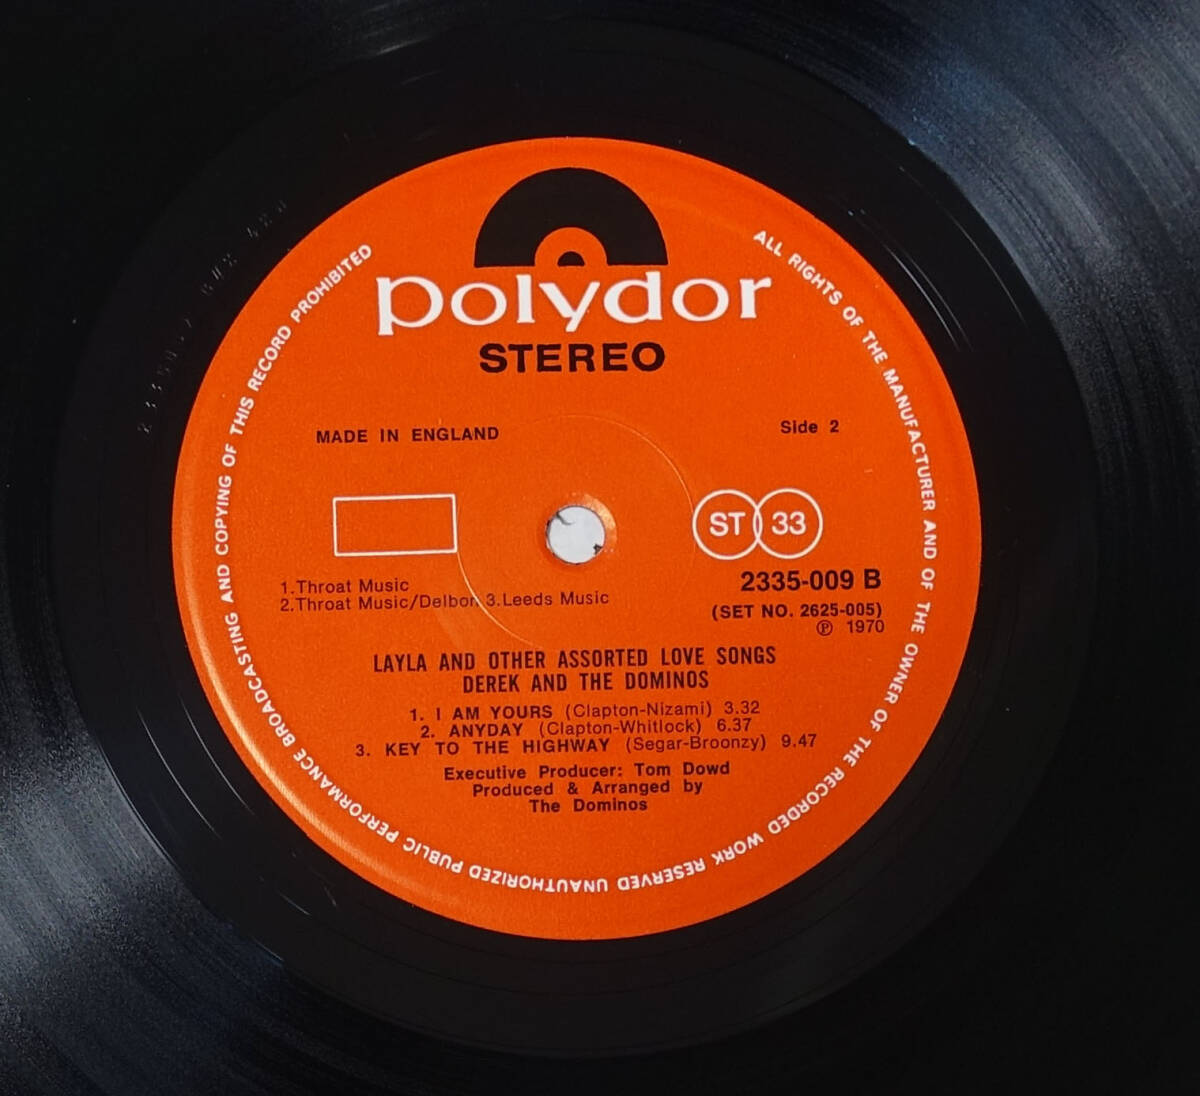 polydor
STEREO
MADE IN ENGLAND
Side 2
ST 33
2335-009 B
(SET NO. 2625-005)
Ⓟ 1970
1.Throat Music
2.Throat Music/Delbon 3.Leeds Music
LAYLA AND OTHER ASSORTED LOVE SONGS
DEREK AND THE DOMINOS
1. I AM YOURS (Clapton-Nizami) 3.32
2. ANYDAY (Clapton-Whitlock) 6.37
3. KEY TO THE HIGHWAY (Segar-Broonzy) 9.47
Executive Producer: Tom Dowd
Produced & Arranged by
The Dominos
ALL RIGHTS OF THE MANUFACTURER AND OF THE OWNER OF THE RECORDED WORK RESERVED UNAUTHORIZED PUBLIC PERFORMANCE BROADCASTING AND COPYING OF THIS RECORD PROHIBITED